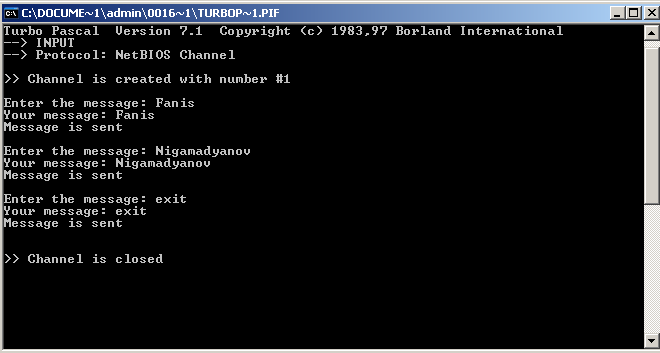 C:\DOCUME~1\admin\0016~1\TURBOP~1.PIF
Turbo Pascal  Version 7.1  Copyright (c) 1983,97 Borland International
--> INPUT
--> Protocol: NetBIOS Channel
>> Channel is created with number #1
Enter the message: Fanis
Your message: Fanis
Message is sent
Enter the message: Nigamadyanov
Your message: Nigamadyanov
Message is sent
Enter the message: exit
Your message: exit
Message is sent
>> Channel is closed